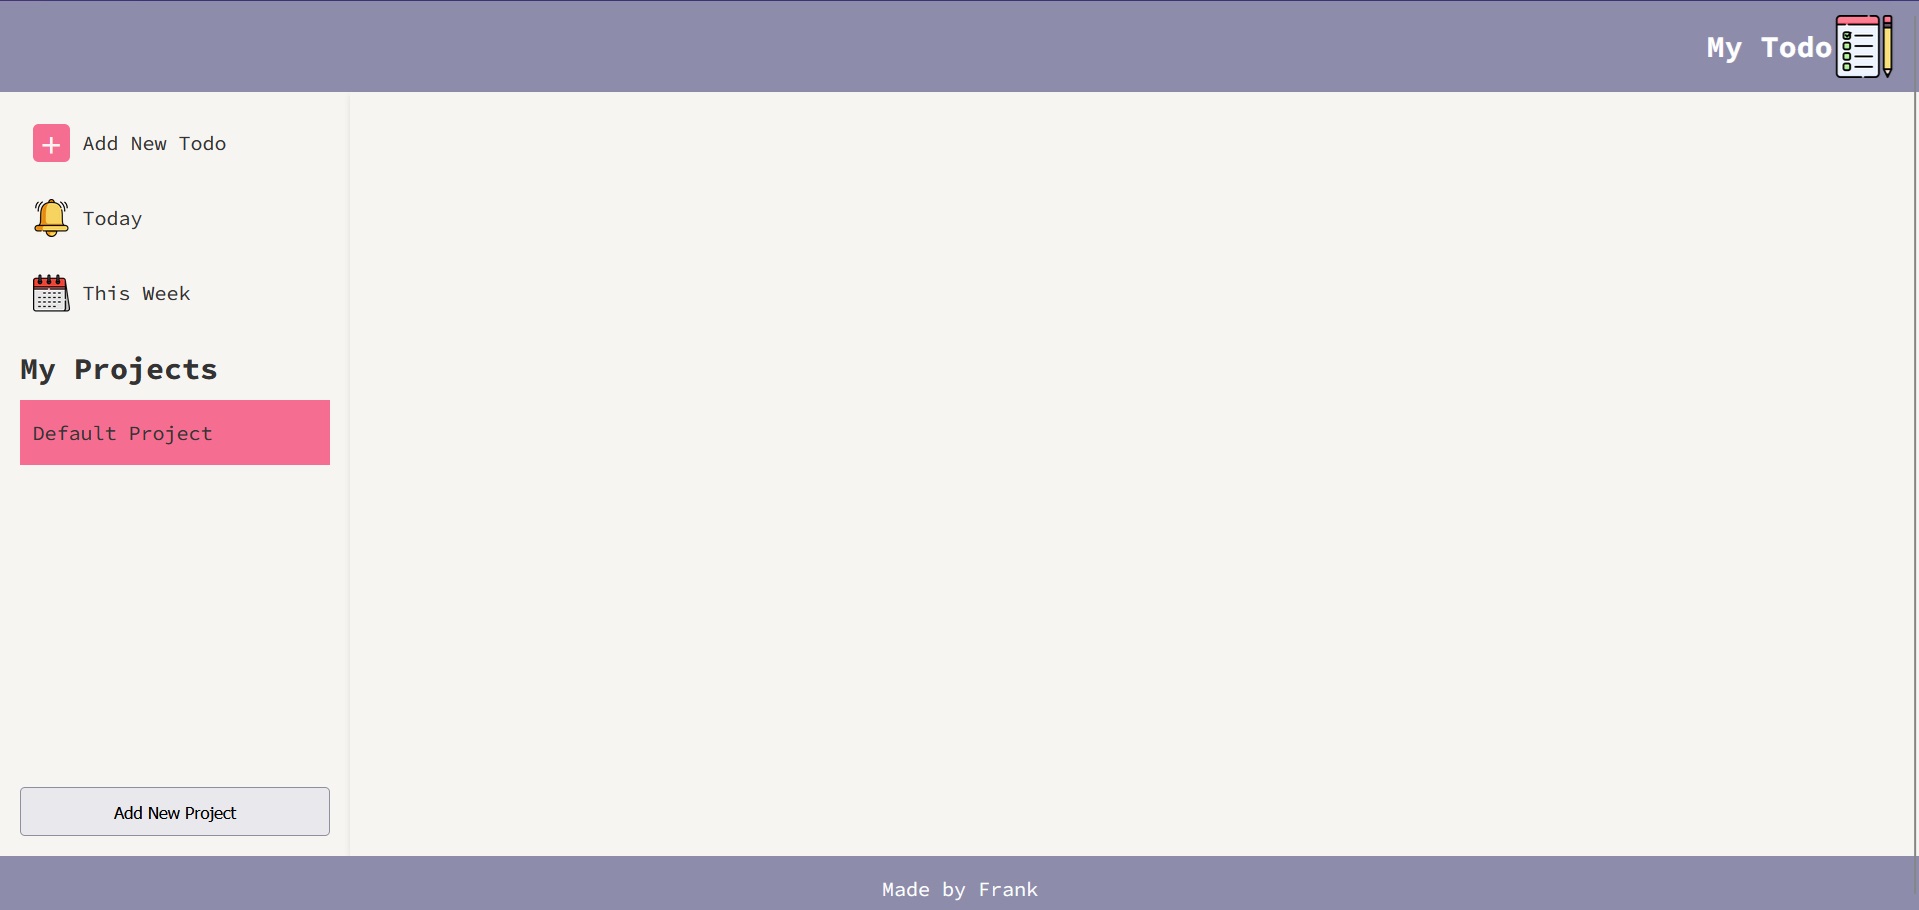 My Todo
Add New Todo
Today
This Week
My Projects
Default Project
Add New Project
Made by Frank